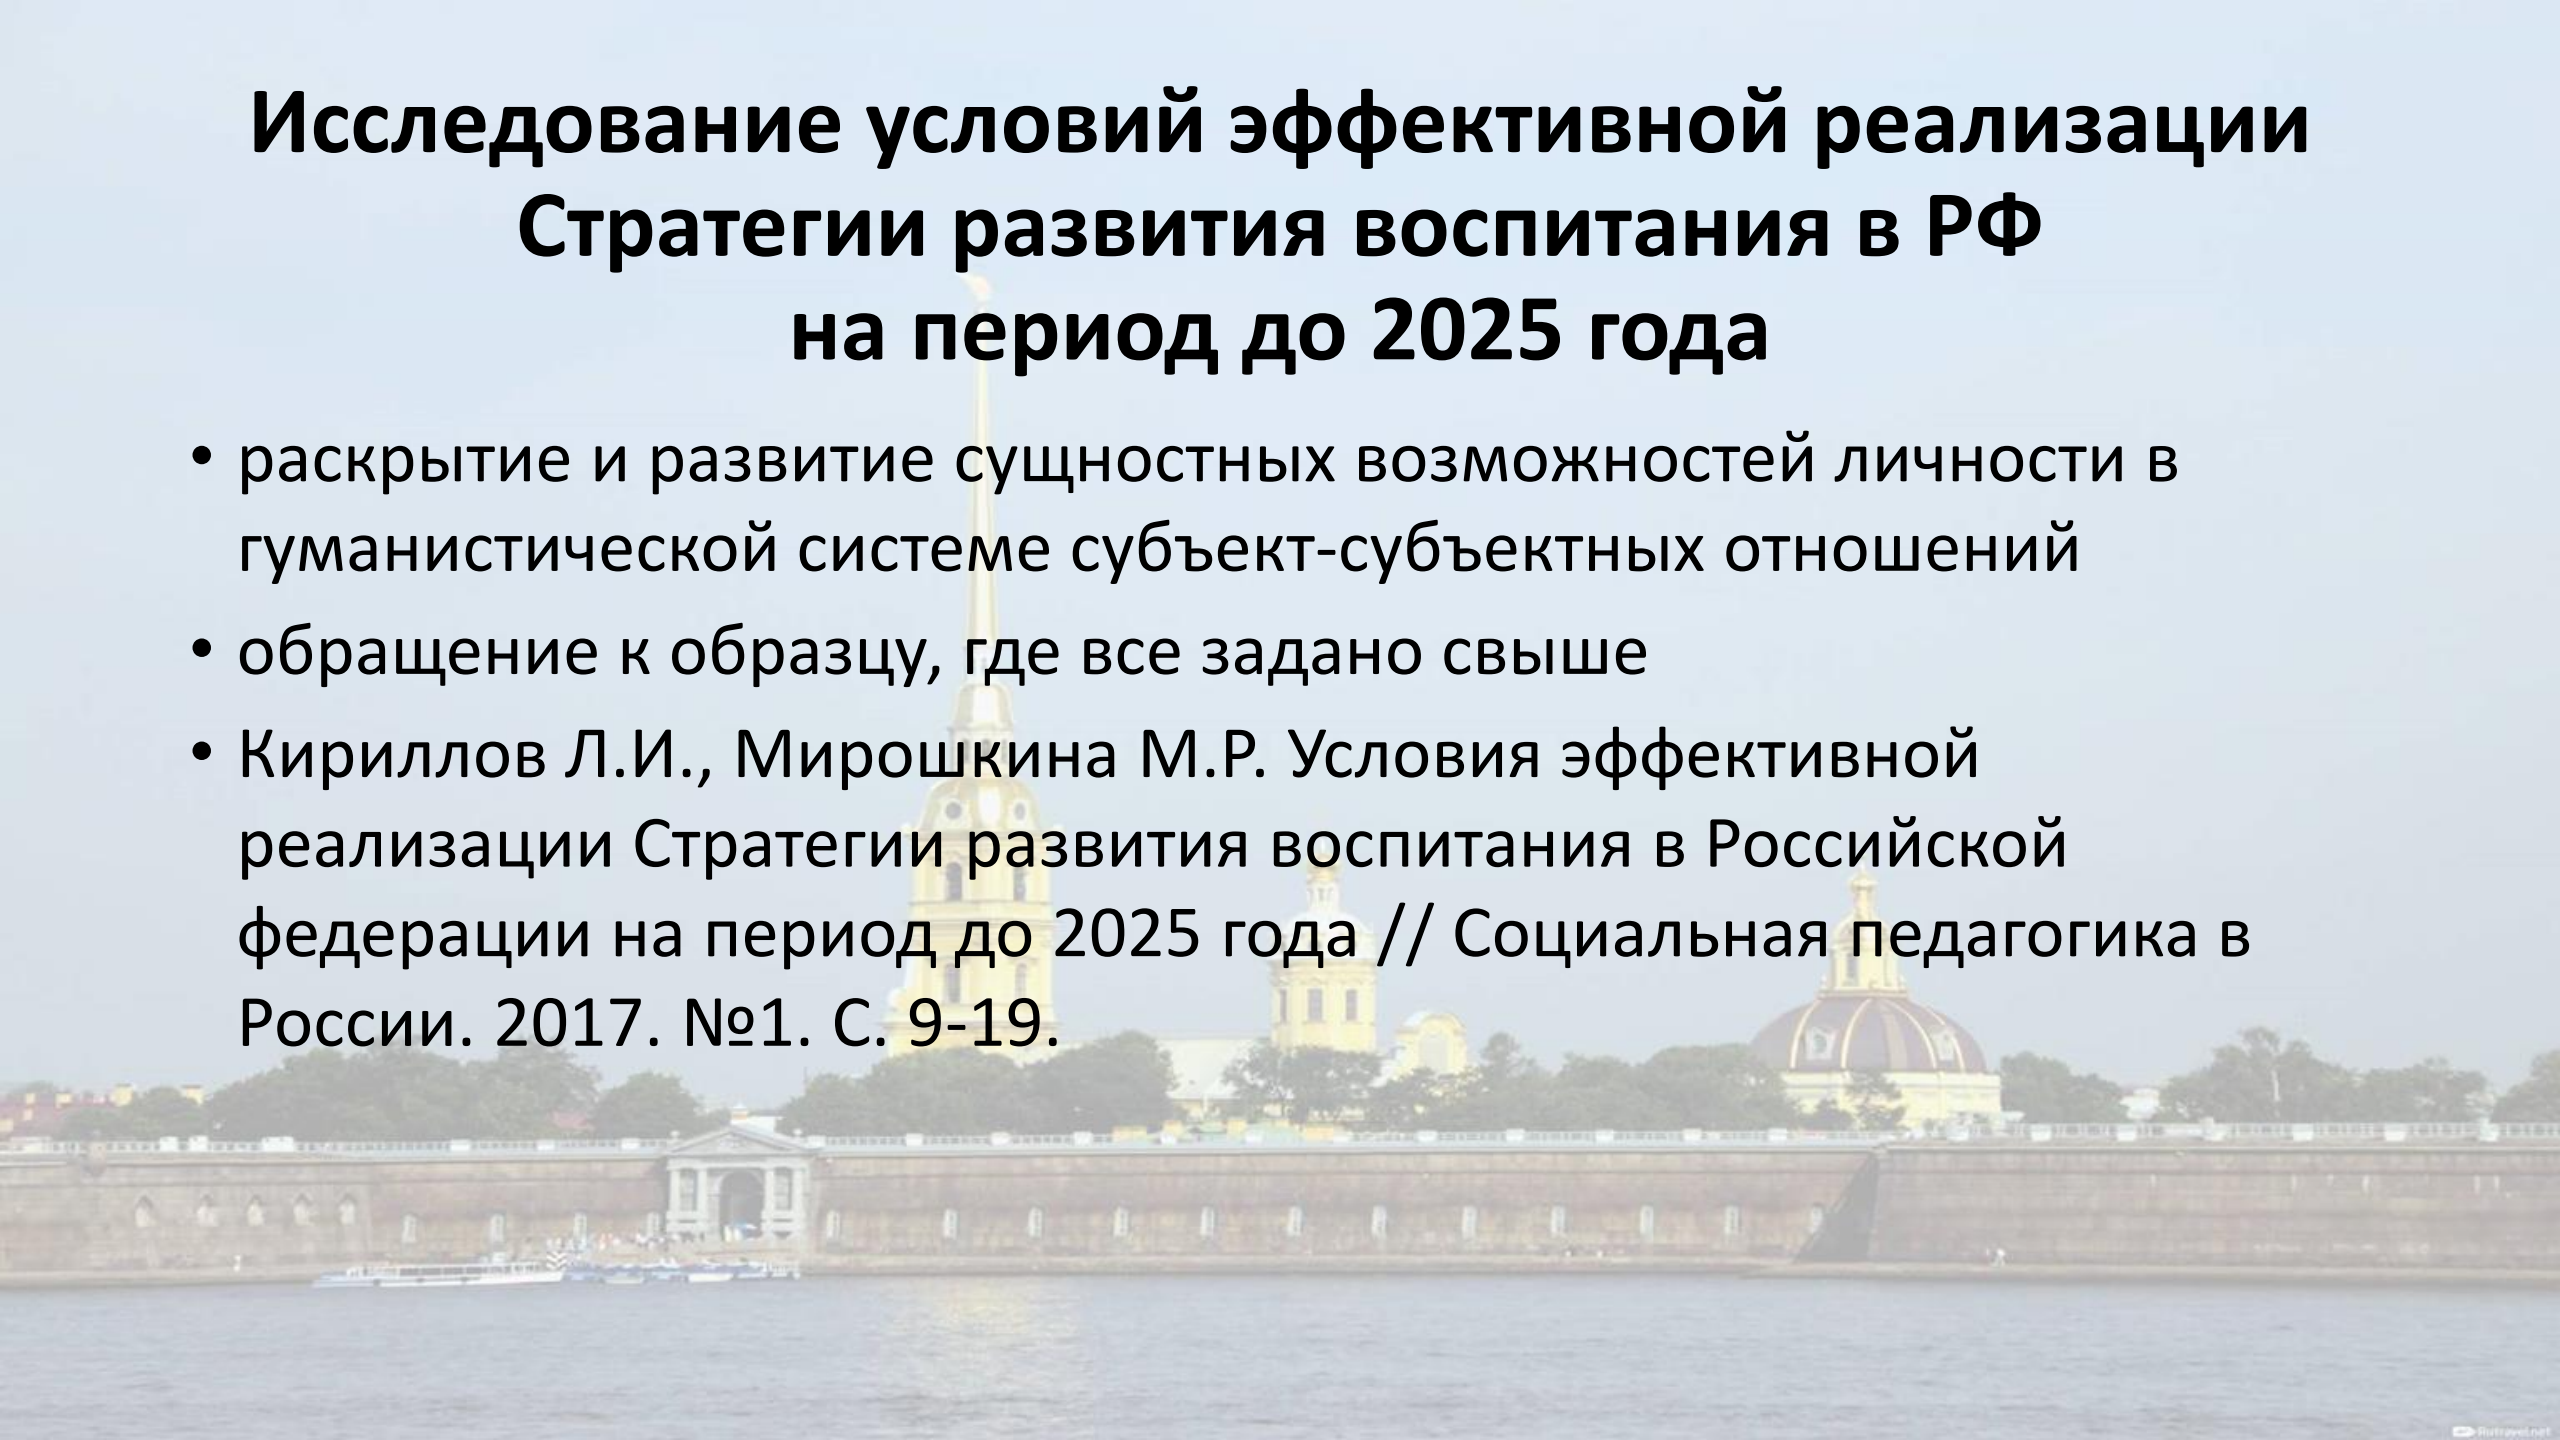 Исследование условий эффективной реализации
Стратегии развития воспитания в РФ
на период до 2025 года
• раскрытие и развитие сущностных возможностей личности в
гуманистической системе субъект-субъектных отношений
• обращение к образцу, где все задано свыше
• Кириллов Л.И., Мирошкина М.Р. Условия эффективной
реализации Стратегии развития воспитания в Российской
федерации на период до 2025 года // Социальная педагогика в
России. 2017. №1. С. 9-19.